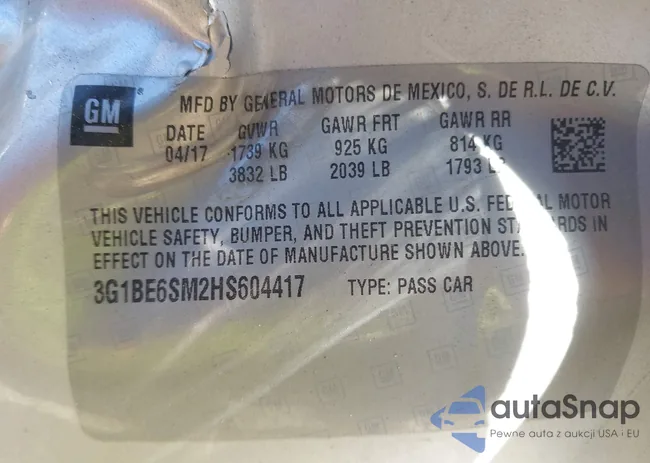 GM
MFD BY GENERAL MOTORS DE MEXICO, S. DE R.L. DE C.V.
DATE GVWR GAWR FRT GAWR RR
04/17 1739 KG 925 KG 814 KG
3832 LB 2039 LB 1793 LB
THIS VEHICLE CONFORMS TO ALL APPLICABLE U.S. FEDERAL MOTOR
VEHICLE SAFETY, BUMPER, AND THEFT PREVENTION STANDARDS IN
EFFECT ON THE DATE OF MANUFACTURE SHOWN ABOVE.
3G1BE6SM2HS604417 TYPE: PASS CAR
autaSnap
Pewne auta z aukcji USA • EU